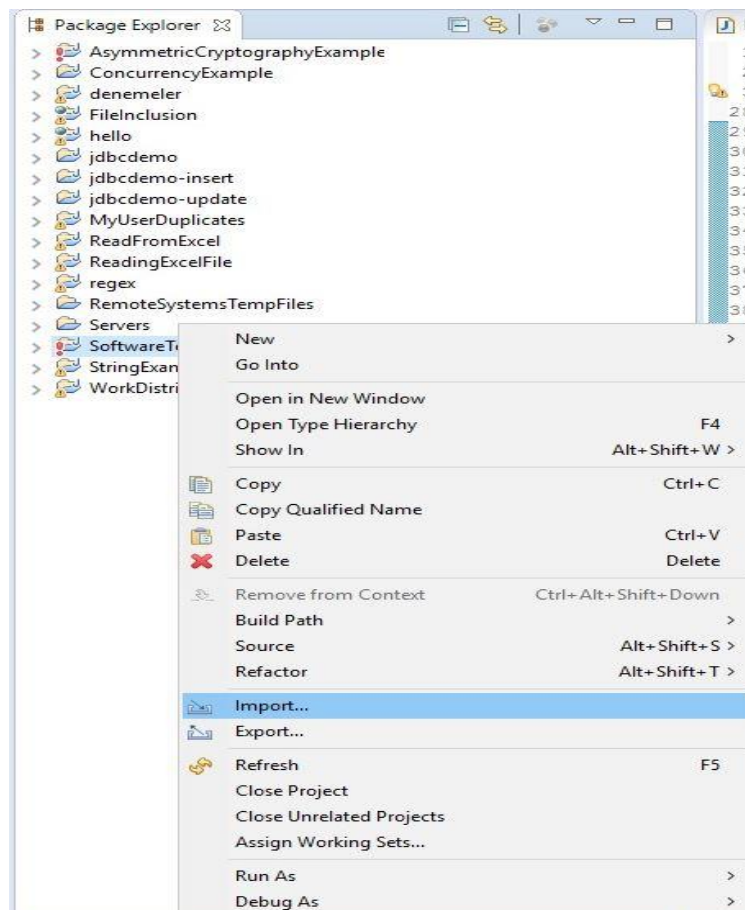 Package Explorer
AsymmetricCryptographyExample
ConcurrencyExample
denemeler
FileInclusion
hello
jdbcdemo
jdbcdemo-insert
jdbcdemo-update
MyUserDuplicates
ReadFromExcel
ReadingExcelFile
regex
RemoteSystemsTempFiles
Servers
SoftwareT
StringExan
WorkDistri
New
Go Into
Open in New Window
Open Type Hierarchy F4
Show In Alt+Shift+W >
Copy Ctrl+C
Copy Qualified Name
Paste Ctrl+V
Delete Delete
Remove from Context Ctrl+Alt+Shift+Down
Build Path >
Source Alt+Shift+S >
Refactor Alt+Shift+T >
Import...
Export...
Refresh F5
Close Project
Close Unrelated Projects
Assign Working Sets...
Run As >
Debug As >